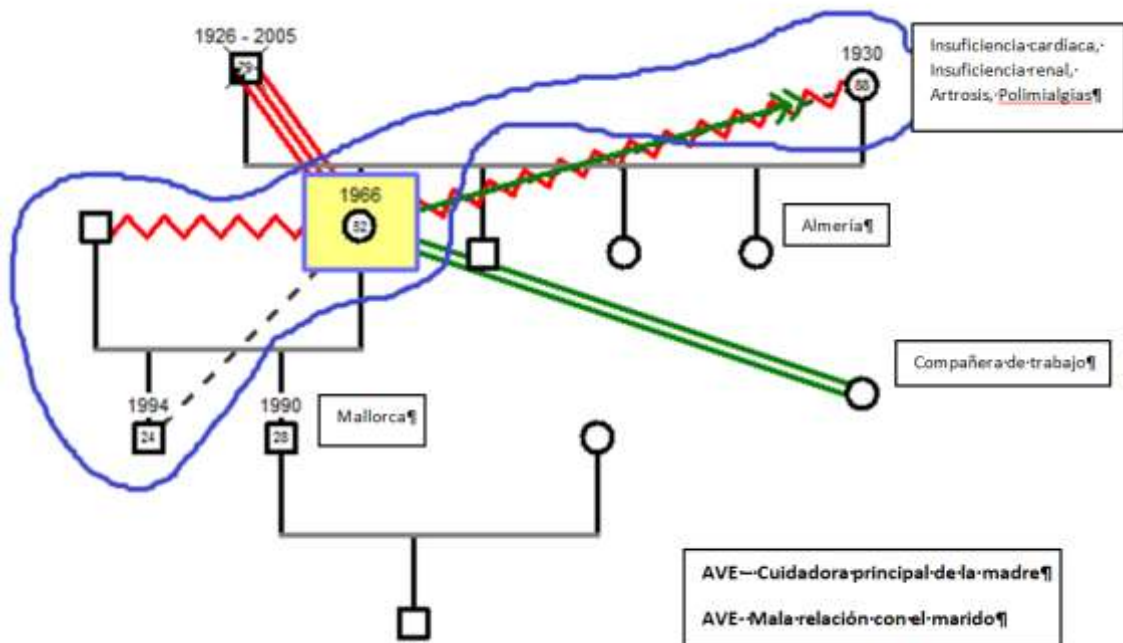 1926 - 2005
79
1930
88
Insuficiencia·cardíaca,·
Insuficiencia·renal,·
Artrosis,·Polimialgias¶
1966
52
Almería¶
Compañera·de·trabajo¶
1994
24
1990
28
Mallorca¶
AVE–·Cuidadora·principal·de·la·madre¶
AVE–·Mala·relación·con·el·marido¶